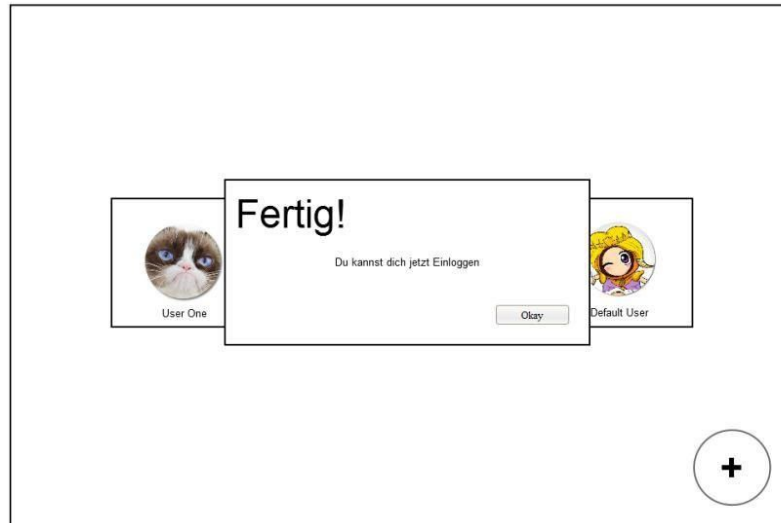 Fertig!
Du kannst dich jetzt Einloggen
Okay
User One
Default User
+